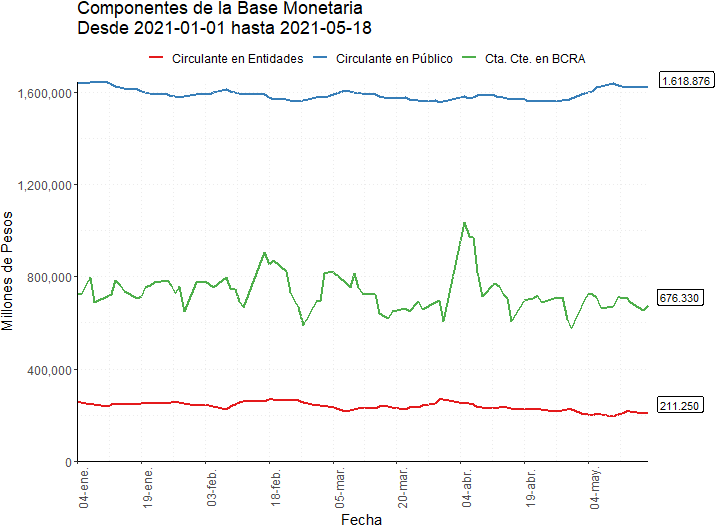 Componentes de la Base Monetaria
Desde 2021-01-01 hasta 2021-05-18
Circulante en Entidades Circulante en Público Cta. Cte. en BCRA
1.618.876
1,600,000
1,200,000
Millones de Pesos
800,000
676.330
400,000
211.250
0
04-ene. 19-ene. 03-feb. 18-feb. 05-mar. 20-mar. 04-abr. 19-abr. 04-may.
Fecha